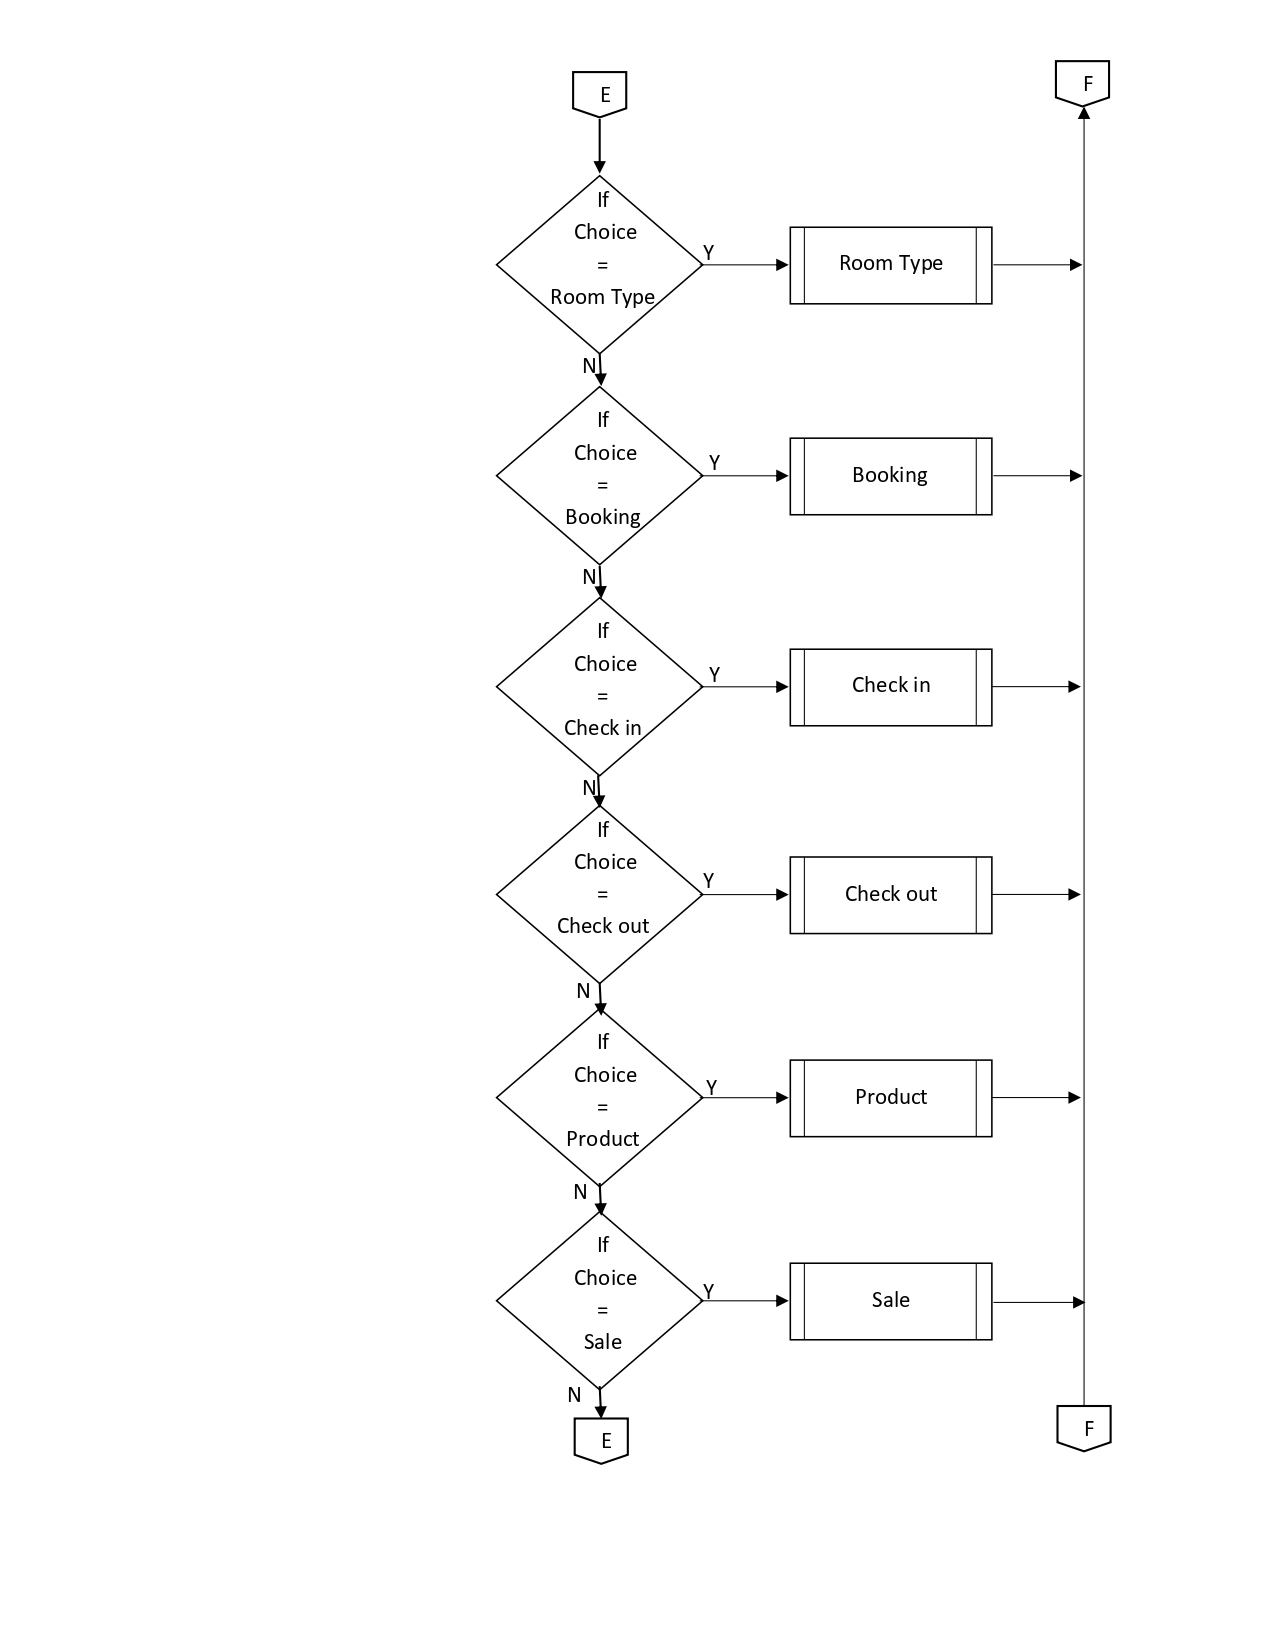 F
E
If
Choice
=
Room Type
Y
Room Type
N
If
Choice
=
Booking
Y
Booking
N
If
Choice
=
Check in
Y
Check in
N
If
Choice
=
Check out
Y
Check out
N
If
Choice
=
Product
Y
Product
N
If
Choice
=
Sale
Y
Sale
N
E
F